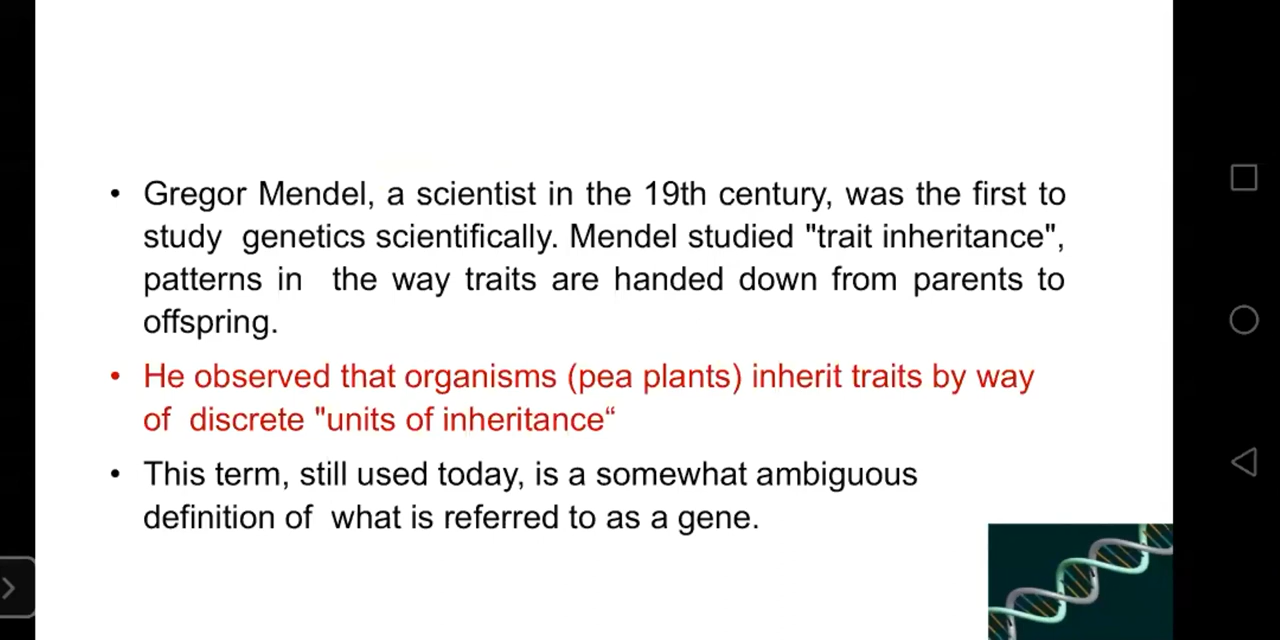 • Gregor Mendel, a scientist in the 19th century, was the first to
study genetics scientifically. Mendel studied "trait inheritance",
patterns in the way traits are handed down from parents to
offspring.
• He observed that organisms (pea plants) inherit traits by way
of discrete "units of inheritance“
• This term, still used today, is a somewhat ambiguous
definition of what is referred to as a gene.